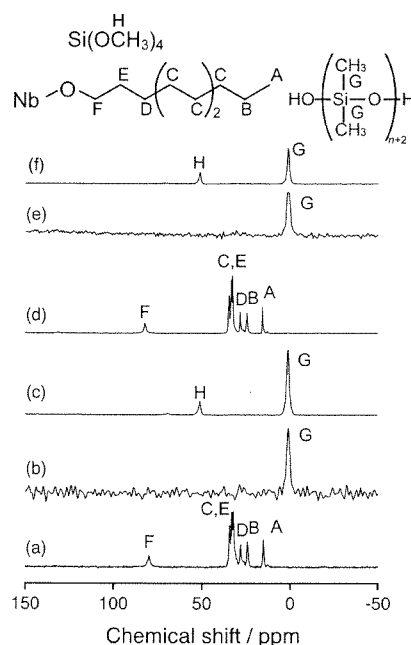 H
Si(OCH3)4
E C C A
Nb O
F D C 2 B
CH3
G
HO Si O H
G
CH3
n+2
(f) H G
(e) G
C,E
(d) F D B A
(c) H G
(b) G
C,E
(a) F D B A
150 100 50 0 -50
Chemical shift / ppm